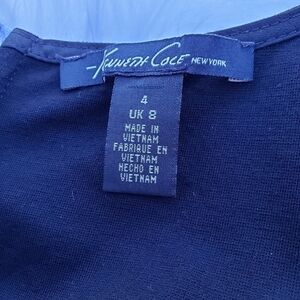 Kenneth Cole NEW YORK
4
UK 8
MADE IN
VIETNAM
FABRIQUE EN
VIETNAM
HECHO EN
VIETNAM